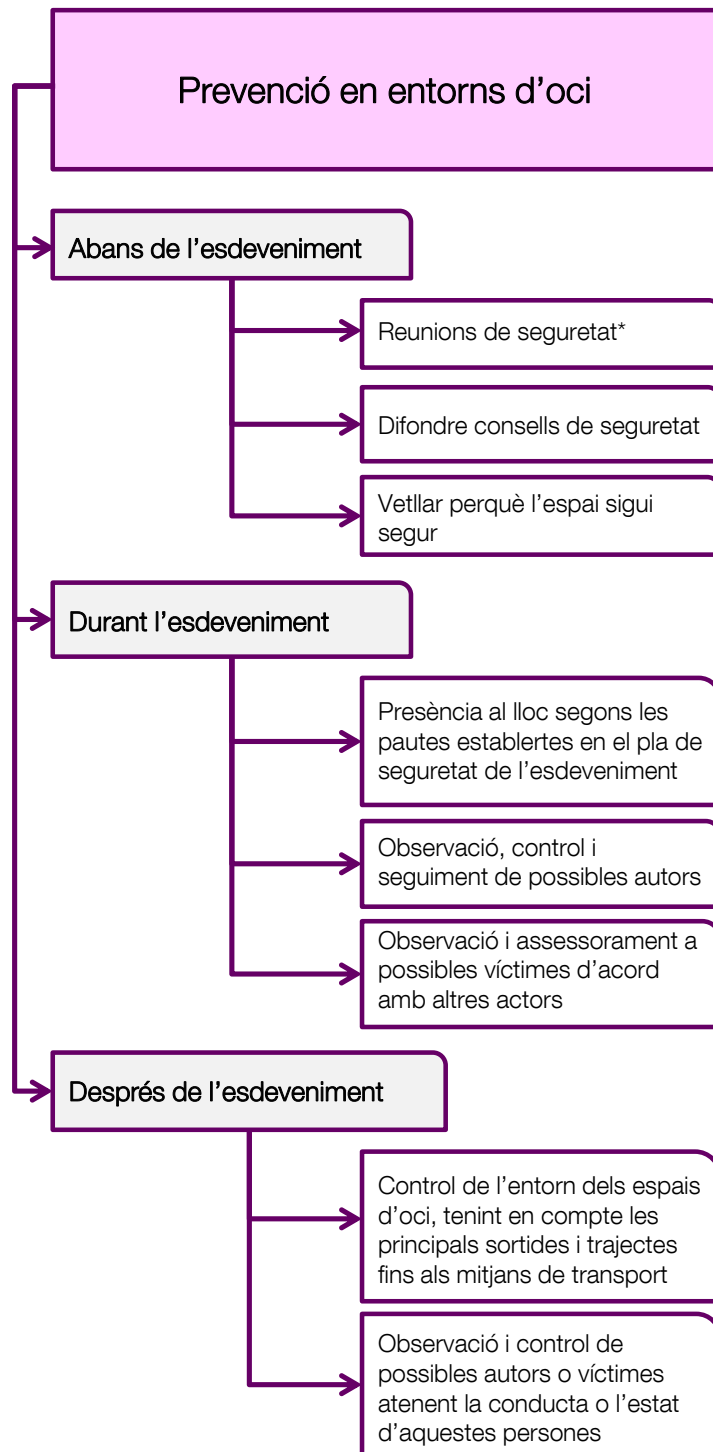 Prevenció en entorns d’oci
Abans de l’esdeveniment
Reunions de seguretat*
Difondre consells de seguretat
Vetllar perquè l’espai sigui
segur
Durant l’esdeveniment
Presència al lloc segons les
pautes establertes en el pla de
seguretat de l’esdeveniment
Observació, control i
seguiment de possibles autors
Observació i assessorament a
possibles víctimes d’acord
amb altres actors
Després de l’esdeveniment
Control de l’entorn dels espais
d’oci, tenint en compte les
principals sortides i trajectes
fins als mitjans de transport
Observació i control de
possibles autors o víctimes
atenent la conducta o l’estat
d’aquestes persones